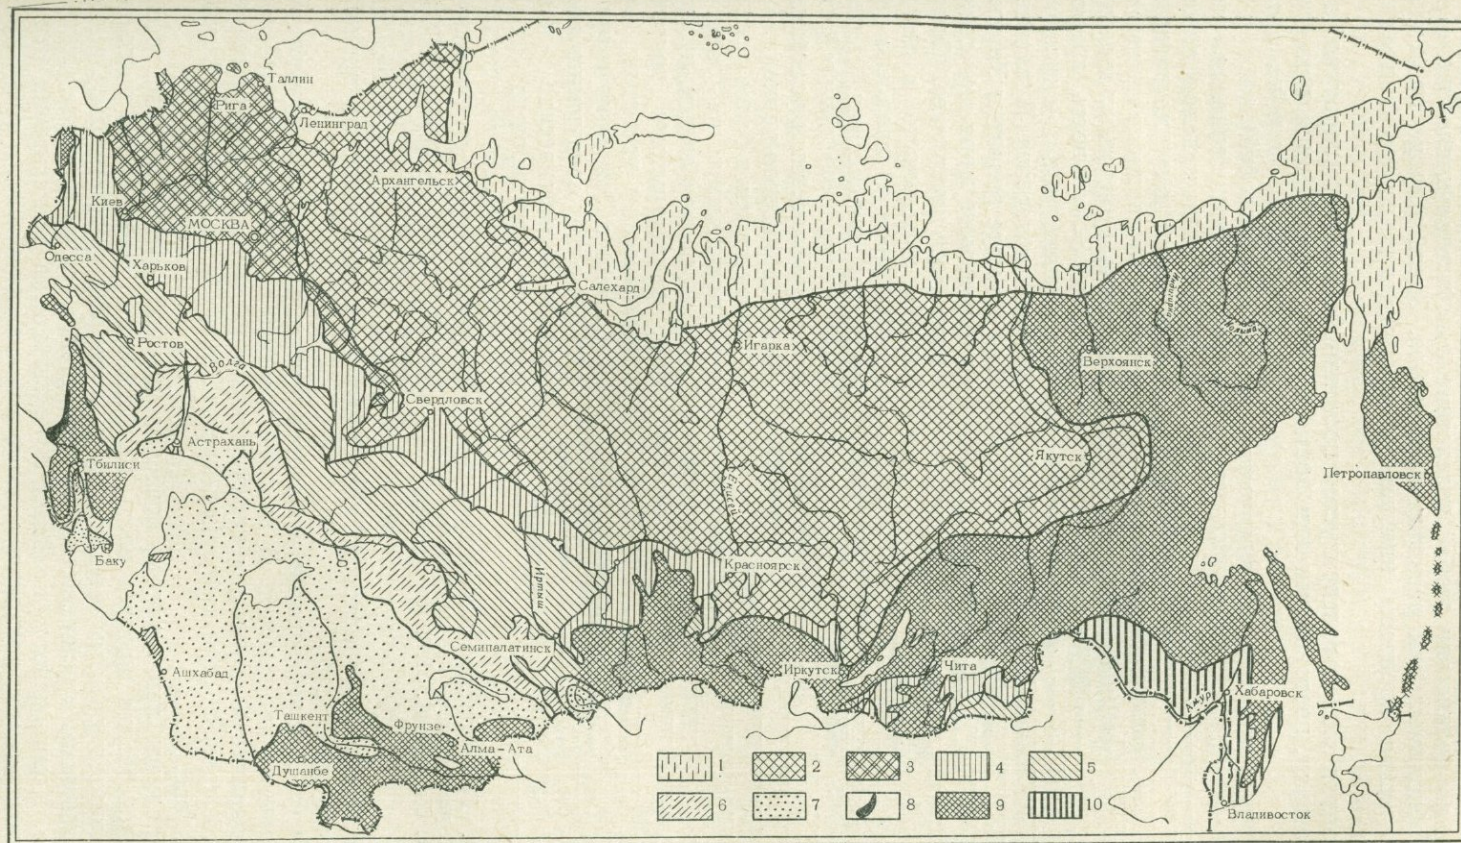 Таллин
Рига
Ленинград
Архангельск
Киев
МОСКВА
Одесса
Харьков
Салехард
Индигирка
Колыма
Ростов
Игарка
Верхоянск
Волга
Свердловск
Астрахань
Якутск
Тбилиси
Петропавловск
Енисей
Баку
Красноярск
Иртыш
Семипалатинск
Иркутск
Чита
Ашхабад
Амур
Хабаровск
Ташкент
Фрунзе
Алма-Ата
Душанбе
1 2 3 4 5
6 7 8 9 10
Владивосток